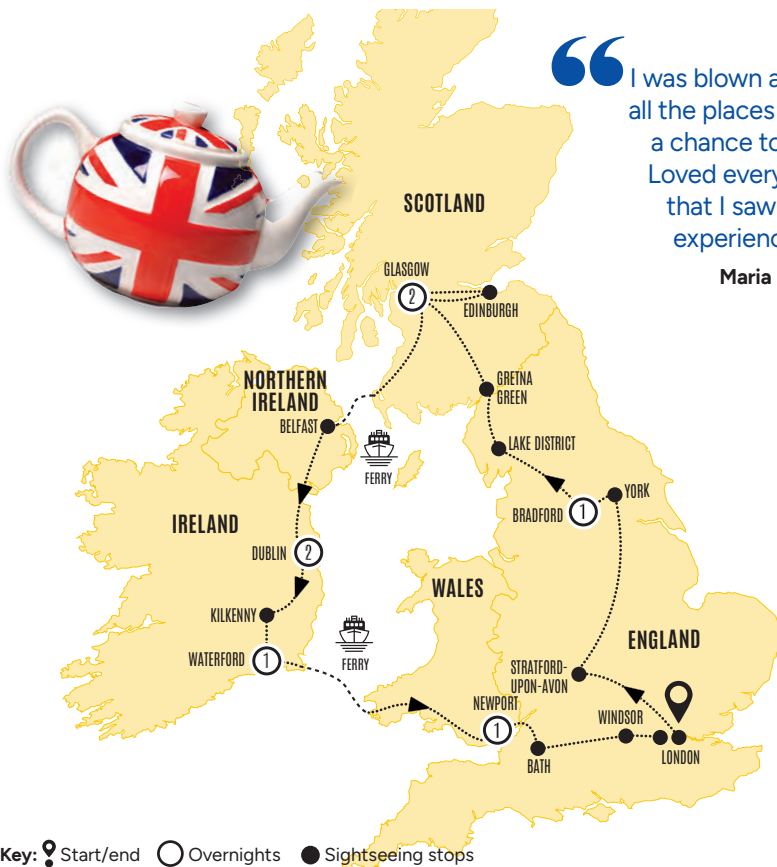 I was blown a
all the places
a chance to
Loved every
that I saw
experienc
Maria
SCOTLAND
GLASGOW
2
EDINBURGH
GRETNA
GREEN
NORTHERN
IRELAND
BELFAST
FERRY
LAKE DISTRICT
YORK
BRADFORD
1
IRELAND
DUBLIN
2
WALES
KILKENNY
WATERFORD
1
FERRY
ENGLAND
STRATFORD-
UPON-AVON
NEWPORT
1
WINDSOR
BATH
LONDON
Key: Start/end Overnights Sightseeing stops